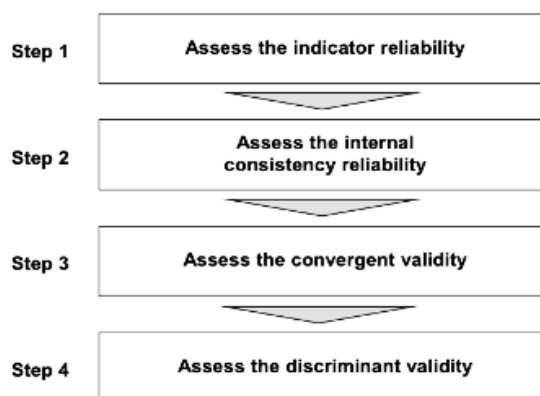 Step 1
Assess the indicator reliability
Step 2
Assess the internal
consistency reliability
Step 3
Assess the convergent validity
Step 4
Assess the discriminant validity